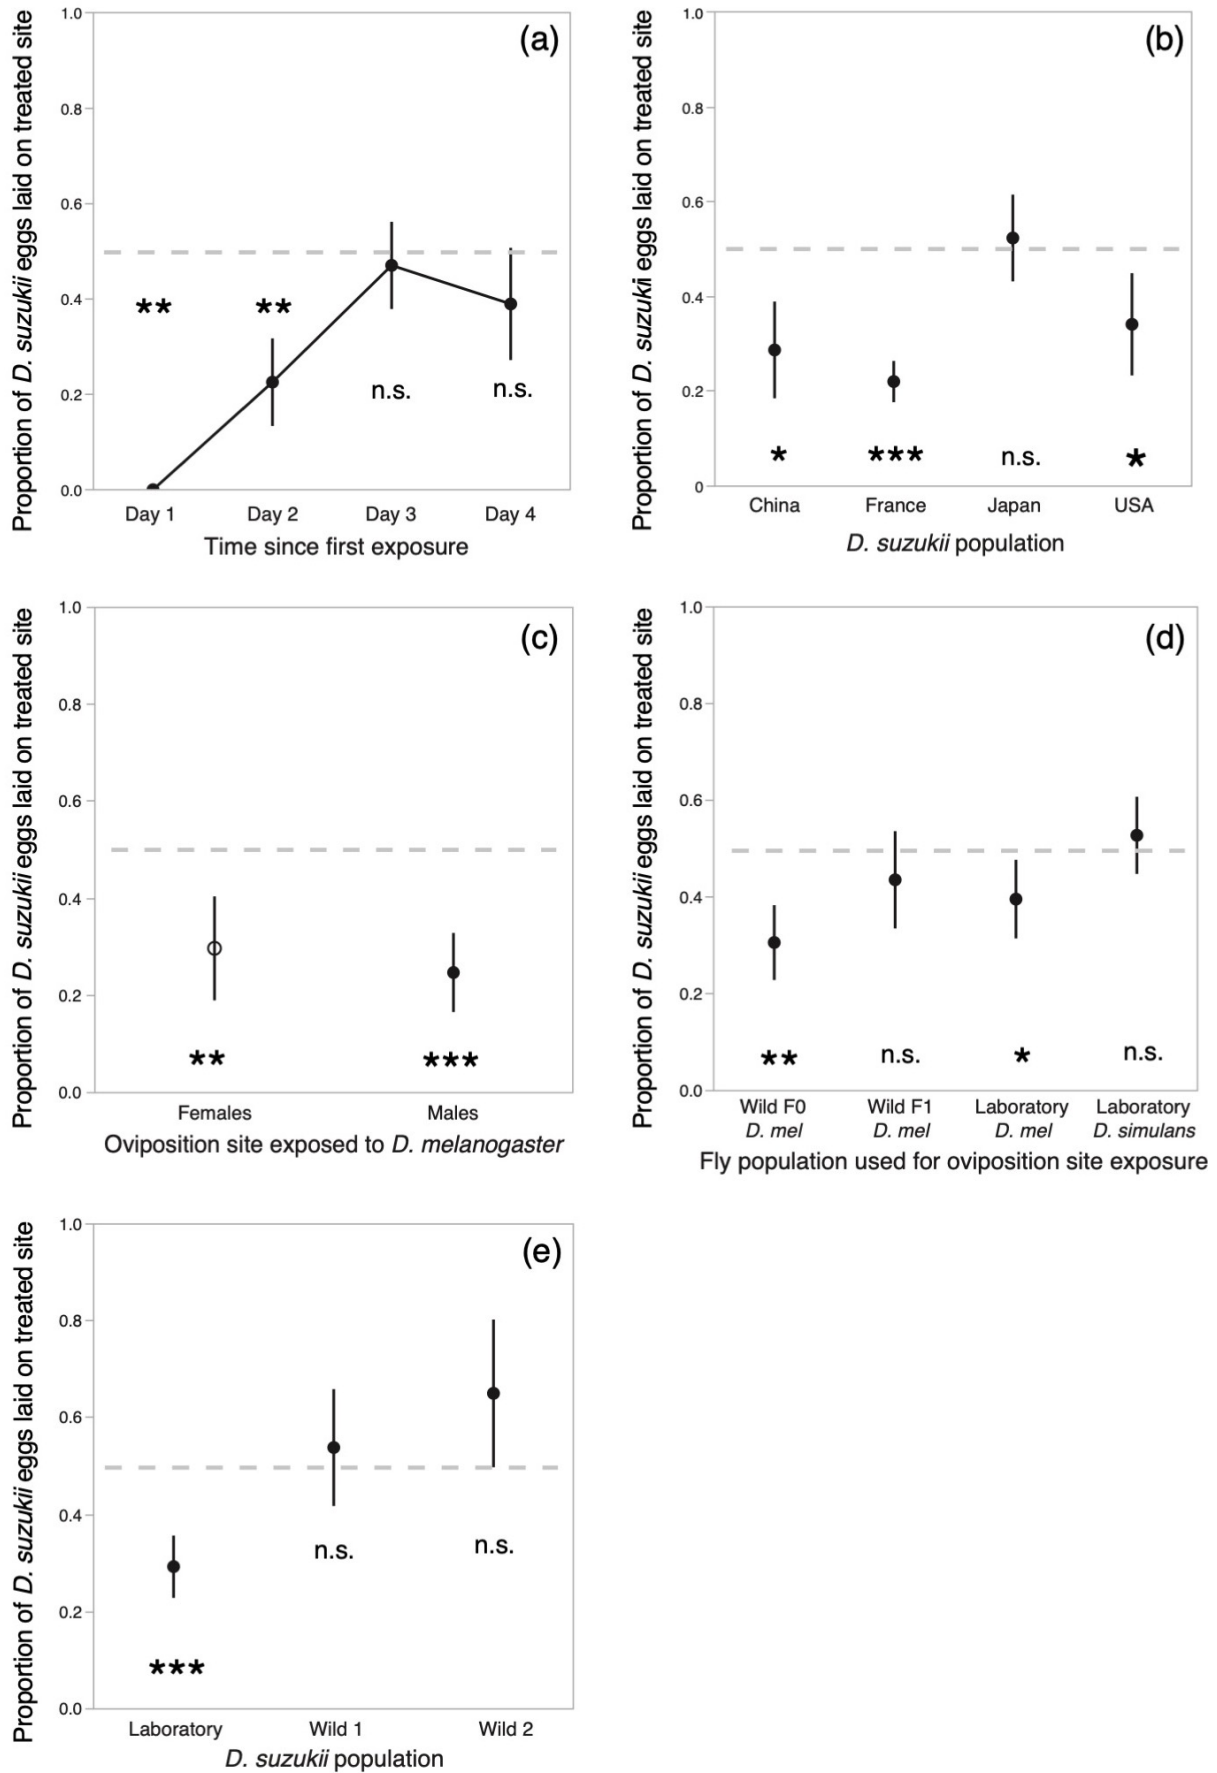 (a)
Proportion of D. suzukii eggs laid on treated site
1.0
0.8
0.6
0.4
0.2
0.0
** ** n.s. n.s.
Day 1 Day 2 Day 3 Day 4
Time since first exposure
(b)
Proportion of D. suzukii eggs laid on treated site
1.0
0.8
0.6
0.4
0.2
0
* *** n.s. *
China France Japan USA
D. suzukii population
(c)
Proportion of D. suzukii eggs laid on treated site
1.0
0.8
0.6
0.4
0.2
0.0
** ***
Females Males
Oviposition site exposed to D. melanogaster
(d)
Proportion of D. suzukii eggs laid on treated site
1.0
0.8
0.6
0.4
0.2
0.0
** n.s. * n.s.
Wild F0 Wild F1 Laboratory Laboratory
D. mel D. mel D. mel D. simulans
Fly population used for oviposition site exposure
(e)
Proportion of D. suzukii eggs laid on treated site
1.0
0.8
0.6
0.4
0.2
0.0
*** n.s. n.s.
Laboratory Wild 1 Wild 2
D. suzukii population